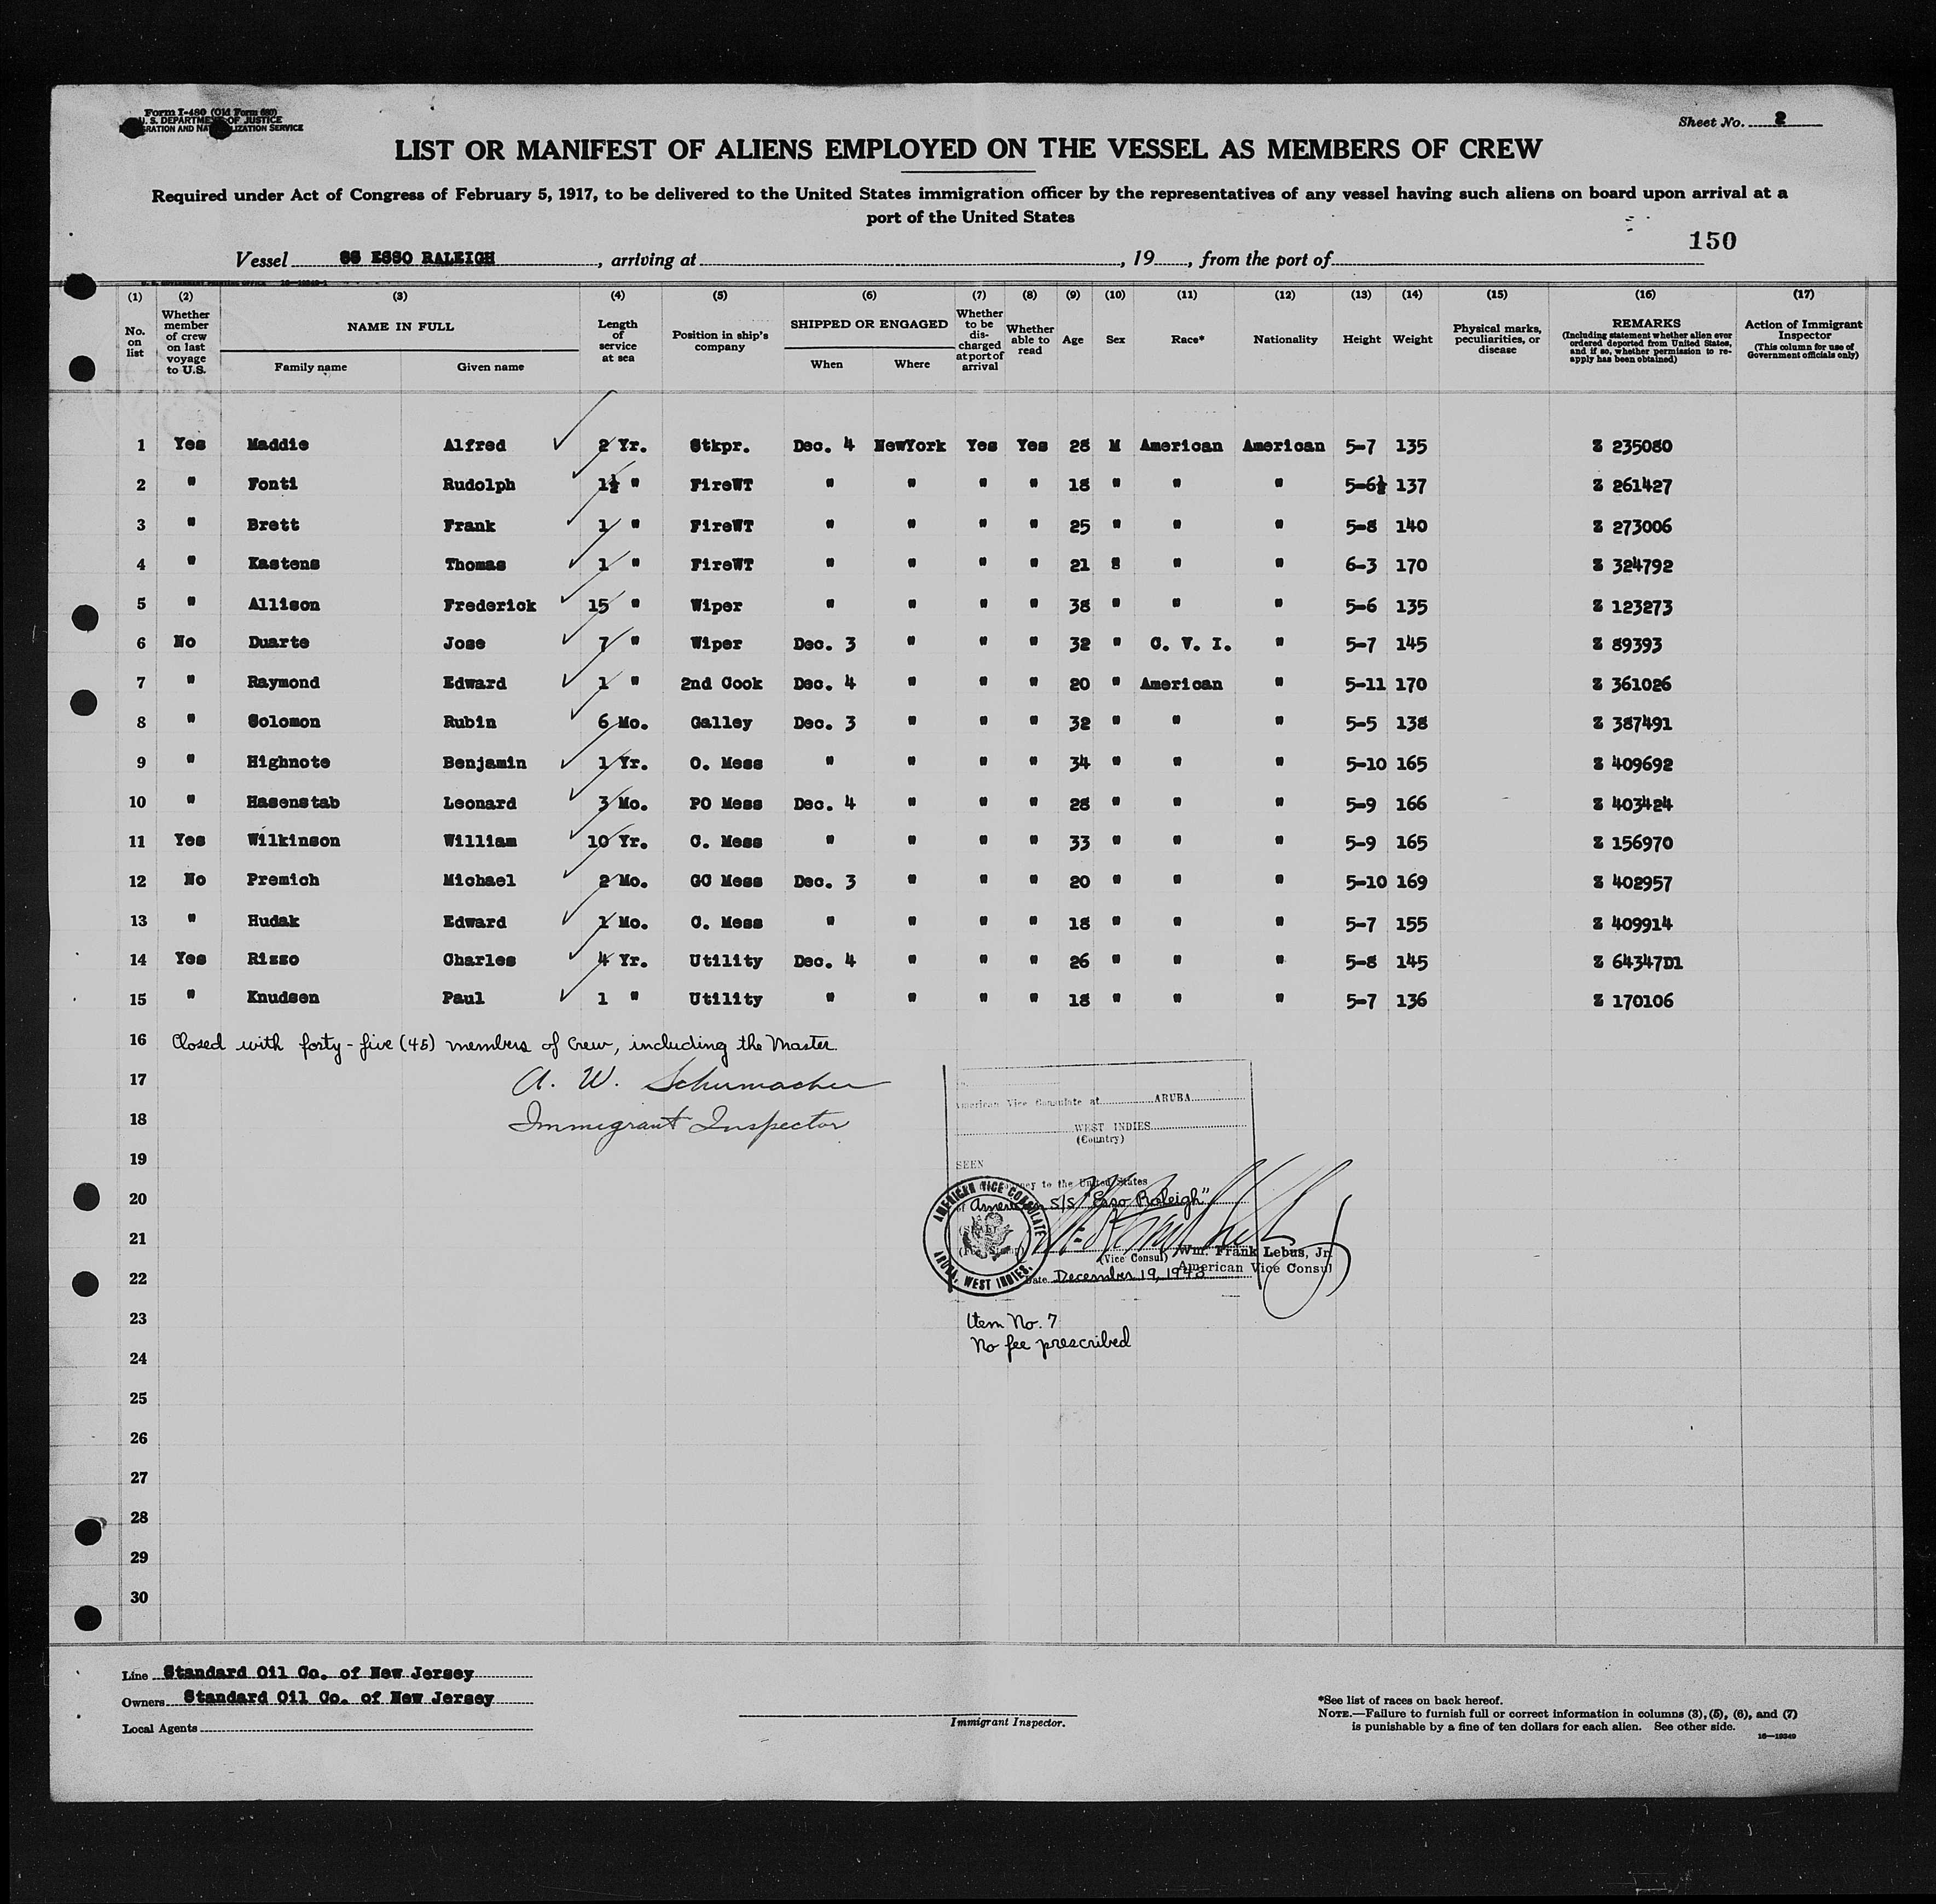 Form I-480 (Old Form 680)
U. S. DEPARTMENT OF JUSTICE
IMMIGRATION AND NATURALIZATION SERVICE
Sheet No. 2
LIST OR MANIFEST OF ALIENS EMPLOYED ON THE VESSEL AS MEMBERS OF CREW
Required under Act of Congress of February 5, 1917, to be delivered to the United States immigration officer by the representatives of any vessel having such aliens on board upon arrival at a
port of the United States
150
Vessel SS ESSO RALEIGH, arriving at , 19 , from the port of
(1) (2) (3) (4) (5) (6) (7) (8) (9) (10) (11) (12) (13) (14) (15) (16) (17)
No. on list
Whether member of crew on last voyage to U.S.
NAME IN FULL
Family name Given name
Length of service at sea
Position in ship's company
SHIPPED OR ENGAGED
When Where
Whether to be discharged at port of arrival
Whether able to read
Age
Sex
Race*
Nationality
Height
Weight
Physical marks, peculiarities, or disease
REMARKS
(Including statement whether alien ever ordered deported from United States, and if so, whether permission to reapply has been obtained)
Action of Immigrant Inspector
(This column for use of Government officials only)
1 Yes Maddie Alfred 2 Yr. Stkpr. Dec. 4 NewYork Yes Yes 28 M American American 5-7 135 Z 235080
2 " Fonti Rudolph 1½ " FireWT " " " " 18 " " " 5-6½ 137 Z 261427
3 " Brett Frank 1 " FireWT " " " " 25 " " " 5-8 140 Z 273006
4 " Kastens Thomas 1 " FireWT " " " " 21 " " 6-3 170 Z 324792
5 " Allison Frederick 15 " Wiper " " " " 38 " " " 5-6 135 Z 123273
6 No Duarte Jose 7 " Wiper Dec. 3 " " " 32 " C. V. I. " 5-7 145 Z 89393
7 " Raymond Edward 1 " 2nd Cook Dec. 4 " " " 20 " American " 5-11 170 Z 361026
8 " Solomon Rubin 6 Mo. Galley Dec. 3 " " " 32 " " " 5-5 138 Z 387491
9 " Highnote Benjamin 1 Yr. O. Mess " " " " 34 " " " 5-10 165 Z 409692
10 " Hasenstab Leonard 3 Mo. PO Mess Dec. 4 " " " 28 " " " 5-9 166 Z 403424
11 Yes Wilkinson William 10 Yr. C. Mess " " " " 33 " " " 5-9 165 Z 156970
12 No Premich Michael 2 Mo. GC Mess Dec. 3 " " " 20 " " " 5-10 169 Z 402957
13 " Hudak Edward 1 Mo. C. Mess " " " " 18 " " " 5-7 155 Z 409914
14 Yes Rizzo Charles 4 Yr. Utility Dec. 4 " " " 26 " " " 5-8 145 Z 64347D1
15 " Knudsen Paul 1 " Utility " " " " 18 " " " 5-7 136 Z 170106
16 Closed with forty-five (45) members of Crew, including the Master.
17 A. W. Schumacher
18 Immigrant Inspector
19
20
21
22
23
24
25
26
27
28
29
30
American Vice Consulate at ARUBA
WEST INDIES
(Country)
SEEN
journey to the United States
of American S/S "Esso Raleigh"
(Vice Consul)
Wm. Frank Lebus, Jr.
American Vice Consul
Date December 19, 1943
AMERICAN VICE CONSULATE
ARUBA, WEST INDIES.
Item No. 7
No fee prescribed
Line Standard Oil Co. of New Jersey
Owners Standard Oil Co. of New Jersey
Local Agents
Immigrant Inspector.
*See list of races on back hereof.
NOTE.—Failure to furnish full or correct information in columns (3), (5), (6), and (7)
is punishable by a fine of ten dollars for each alien. See other side.